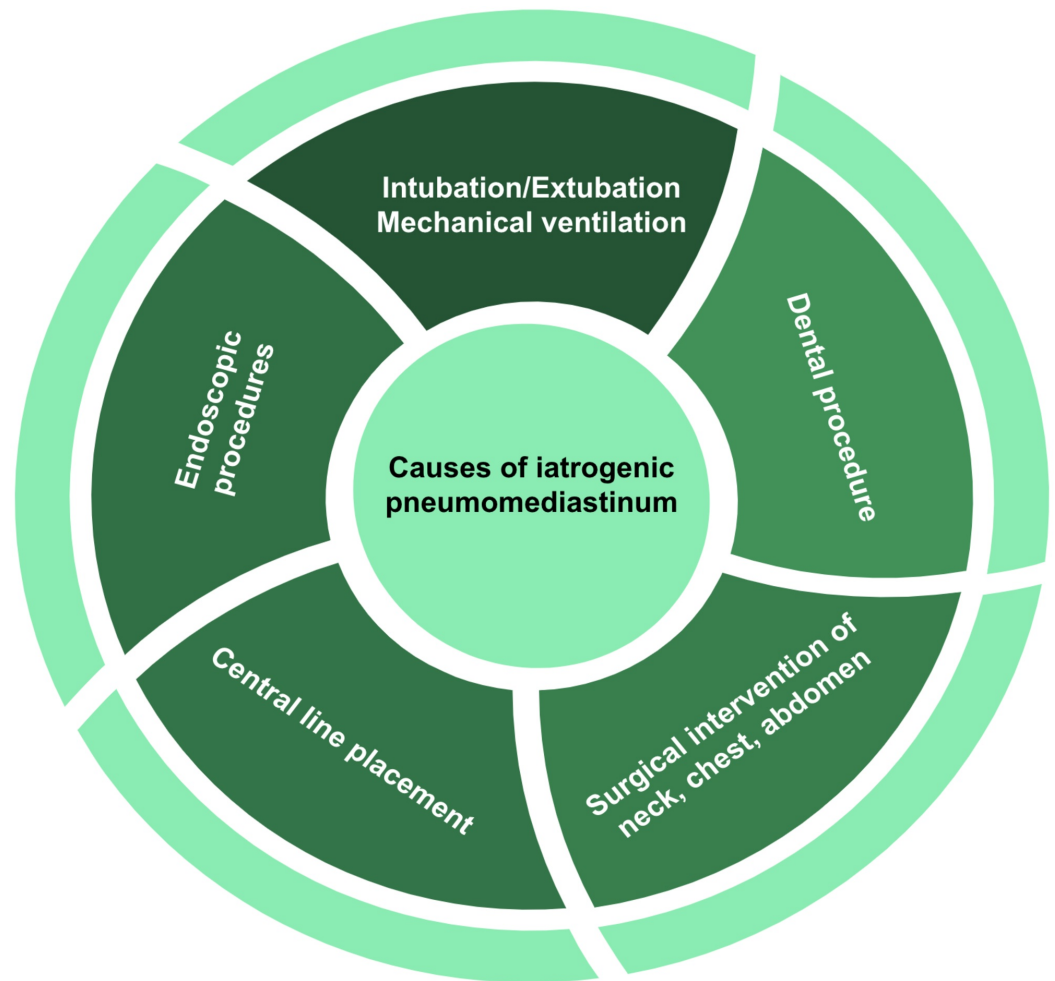 Intubation/Extubation
Mechanical ventilation
Dental procedure
Surgical intervention of
neck, chest, abdomen
Central line placement
Endoscopic
procedures
Causes of iatrogenic
pneumomediastinum